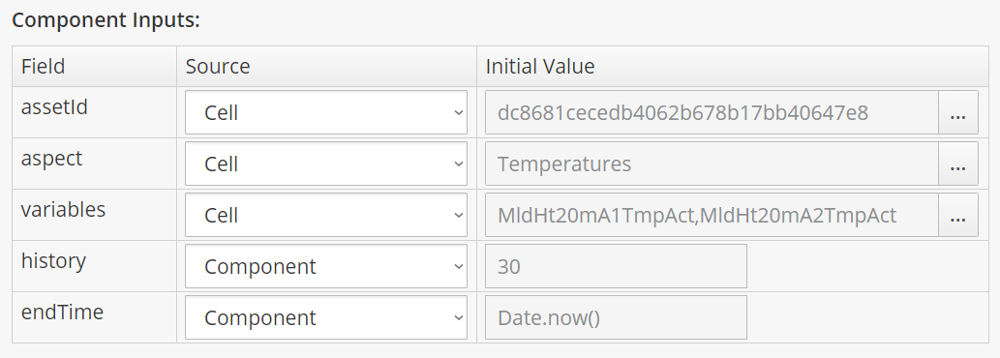 Component Inputs:
Field Source Initial Value
assetId Cell dc8681cecedb4062b678b17bb40647e8 ...
aspect Cell Temperatures ...
variables Cell MldHt20mA1TmpAct,MldHt20mA2TmpAct ...
history Component 30
endTime Component Date.now()